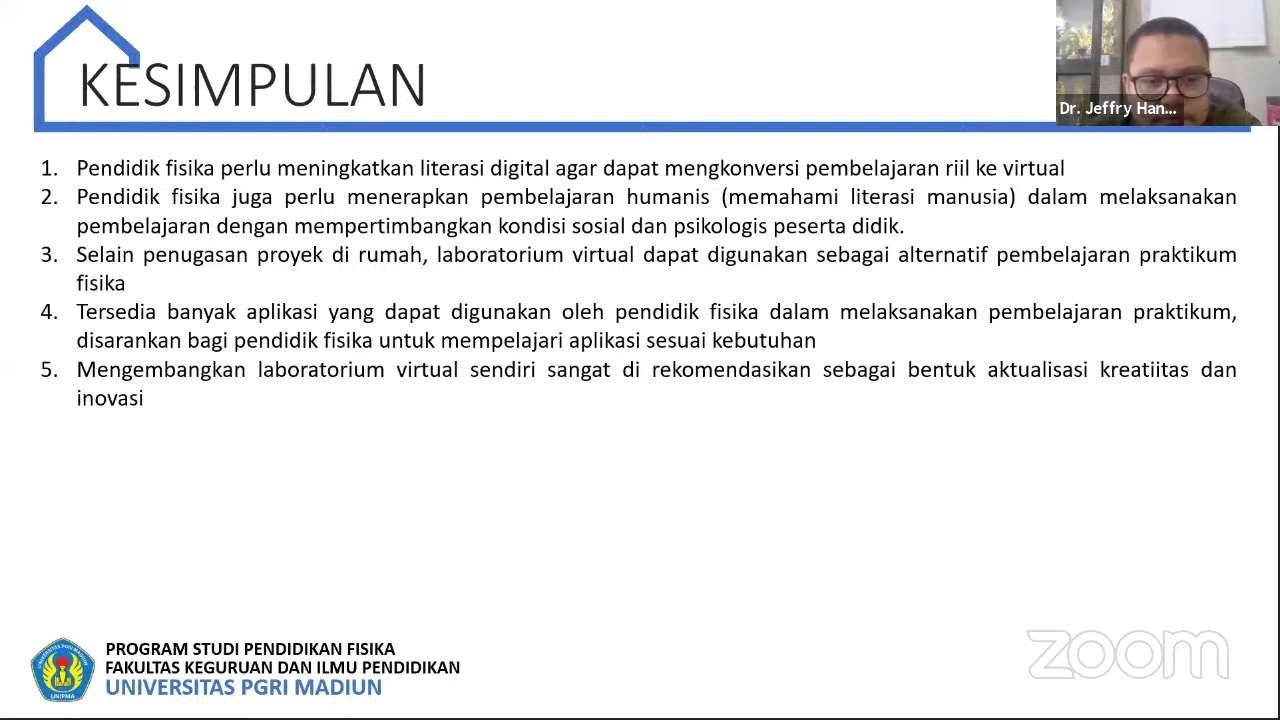 KESIMPULAN
Dr. Jeffry Han...
1. Pendidik fisika perlu meningkatkan literasi digital agar dapat mengkonversi pembelajaran riil ke virtual
2. Pendidik fisika juga perlu menerapkan pembelajaran humanis (memahami literasi manusia) dalam melaksanakan
pembelajaran dengan mempertimbangkan kondisi sosial dan psikologis peserta didik.
3. Selain penugasan proyek di rumah, laboratorium virtual dapat digunakan sebagai alternatif pembelajaran praktikum
fisika
4. Tersedia banyak aplikasi yang dapat digunakan oleh pendidik fisika dalam melaksanakan pembelajaran praktikum,
disarankan bagi pendidik fisika untuk mempelajari aplikasi sesuai kebutuhan
5. Mengembangkan laboratorium virtual sendiri sangat di rekomendasikan sebagai bentuk aktualisasi kreatiitas dan
inovasi
UNIVERSITAS PGRI MADIUN
UNIPMA
PROGRAM STUDI PENDIDIKAN FISIKA
FAKULTAS KEGURUAN DAN ILMU PENDIDIKAN
UNIVERSITAS PGRI MADIUN
zoom